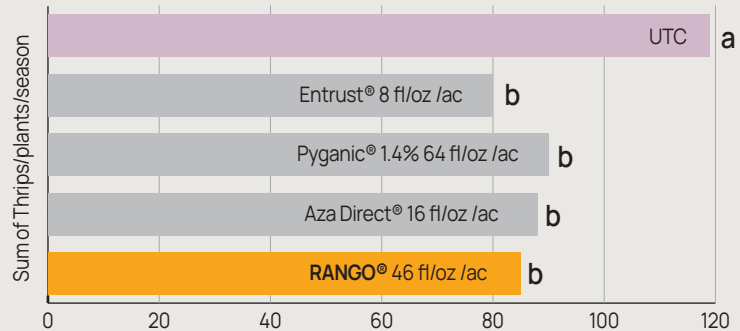 Sum of Thrips/plants/season
UTC a
Entrust® 8 fl/oz /ac b
Pyganic® 1.4% 64 fl/oz /ac b
Aza Direct® 16 fl/oz /ac b
RANGO® 46 fl/oz /ac b
0 20 40 60 80 100 120